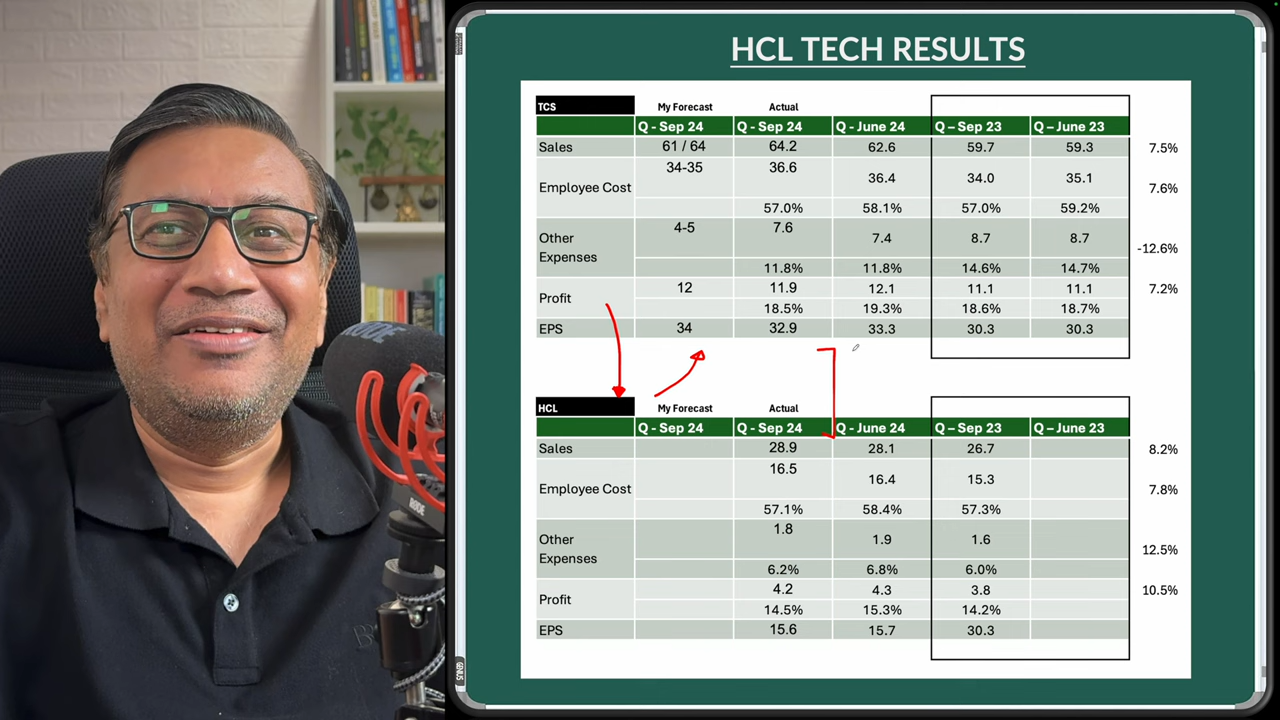 HCL TECH RESULTS
TCS My Forecast Actual
Q - Sep 24 Q - Sep 24 Q - June 24 Q – Sep 23 Q – June 23
Sales 61 / 64 64.2 62.6 59.7 59.3 7.5%
Employee Cost 34-35 36.6 36.4 34.0 35.1 7.6%
57.0% 58.1% 57.0% 59.2%
Other Expenses 4-5 7.6 7.4 8.7 8.7 -12.6%
11.8% 11.8% 14.6% 14.7%
Profit 12 11.9 12.1 11.1 11.1 7.2%
18.5% 19.3% 18.6% 18.7%
EPS 34 32.9 33.3 30.3 30.3
HCL My Forecast Actual
Q - Sep 24 Q - Sep 24 Q - June 24 Q – Sep 23 Q – June 23
Sales 28.9 28.1 26.7 8.2%
Employee Cost 16.5 16.4 15.3 7.8%
57.1% 58.4% 57.3%
Other Expenses 1.8 1.9 1.6 12.5%
6.2% 6.8% 6.0%
Profit 4.2 4.3 3.8 10.5%
14.5% 15.3% 14.2%
EPS 15.6 15.7 30.3
RODE
RODE
GENIUS